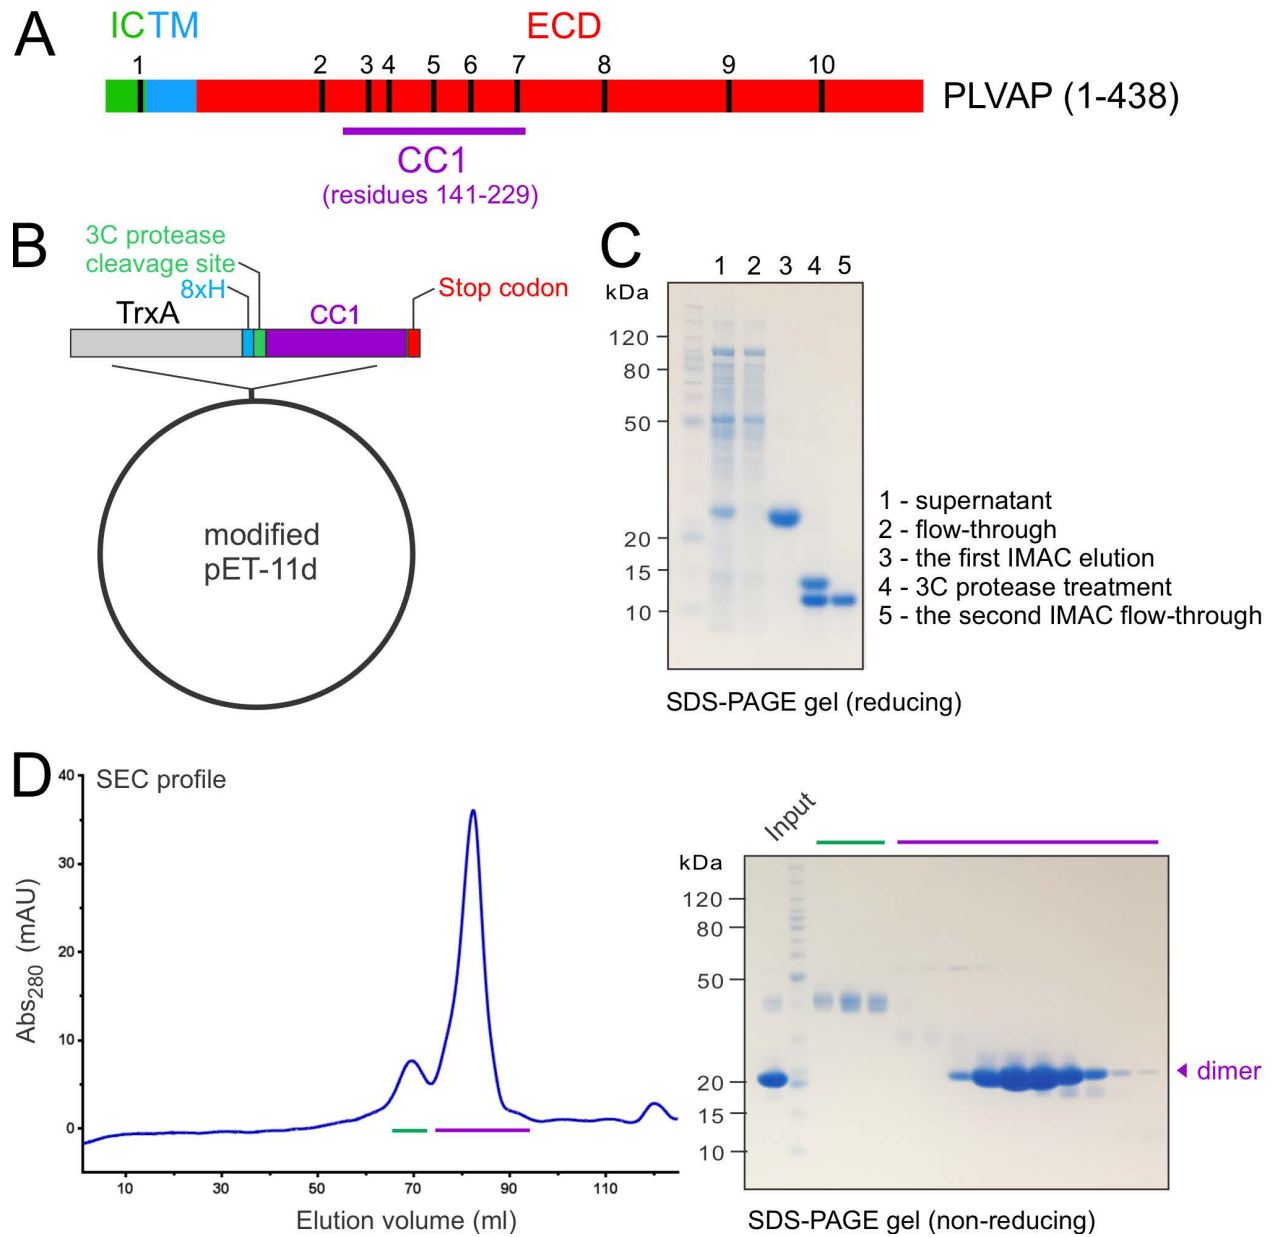 A
IC TM ECD
1 2 3 4 5 6 7 8 9 10
PLVAP (1-438)
CC1
(residues 141-229)
B
3C protease
cleavage site
8xH
Stop codon
TrxA
CC1
modified
pET-11d
C
1 2 3 4 5
kDa
120
80
50
20
15
10
1 - supernatant
2 - flow-through
3 - the first IMAC elution
4 - 3C protease treatment
5 - the second IMAC flow-through
SDS-PAGE gel (reducing)
D
SEC profile
40
30
20
10
0
Abs280 (mAU)
10 30 50 70 90 110
Elution volume (ml)
Input
kDa
120
80
50
20
15
10
dimer
SDS-PAGE gel (non-reducing)